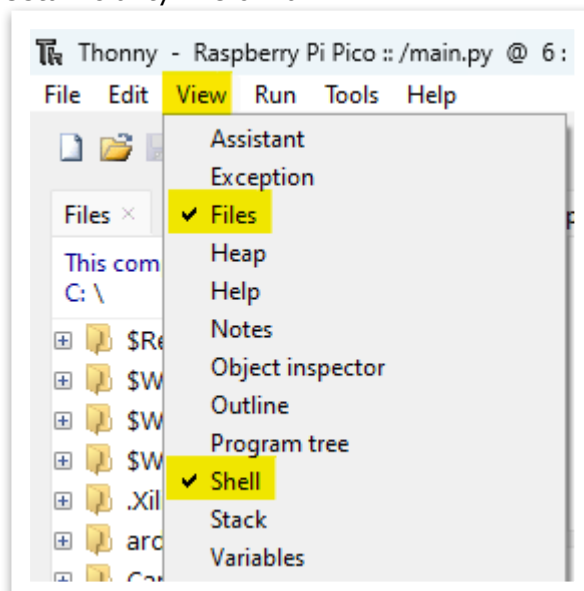 Thonny - Raspberry Pi Pico :: /main.py @ 6 :
File Edit View Run Tools Help
Assistant
Exception
Files × ✔ Files
Heap
This com
C: \
Help
Notes
$Re
Object inspector
$W
Outline
$W
Program tree
$W
✔ Shell
.Xil
Stack
ard
Variables